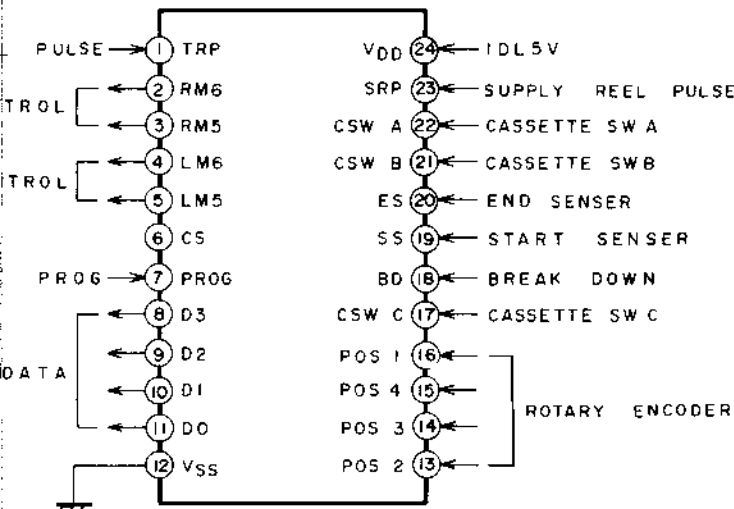 PULSE 1 TRP VDD 24 IDL 5V
2 RM6 SRP 23 SUPPLY REEL PULSE
TROL
3 RM5 CSW A 22 CASSETTE SW A
4 LM6 CSW B 21 CASSETTE SW B
TROL
5 LM5 ES 20 END SENSER
6 CS SS 19 START SENSER
PROG 7 PROG BD 18 BREAK DOWN
8 D3 CSW C 17 CASSETTE SW C
9 D2 POS 1 16
DATA
10 D1 POS 4 15
ROTARY ENCODER
11 D0 POS 3 14
12 VSS POS 2 13